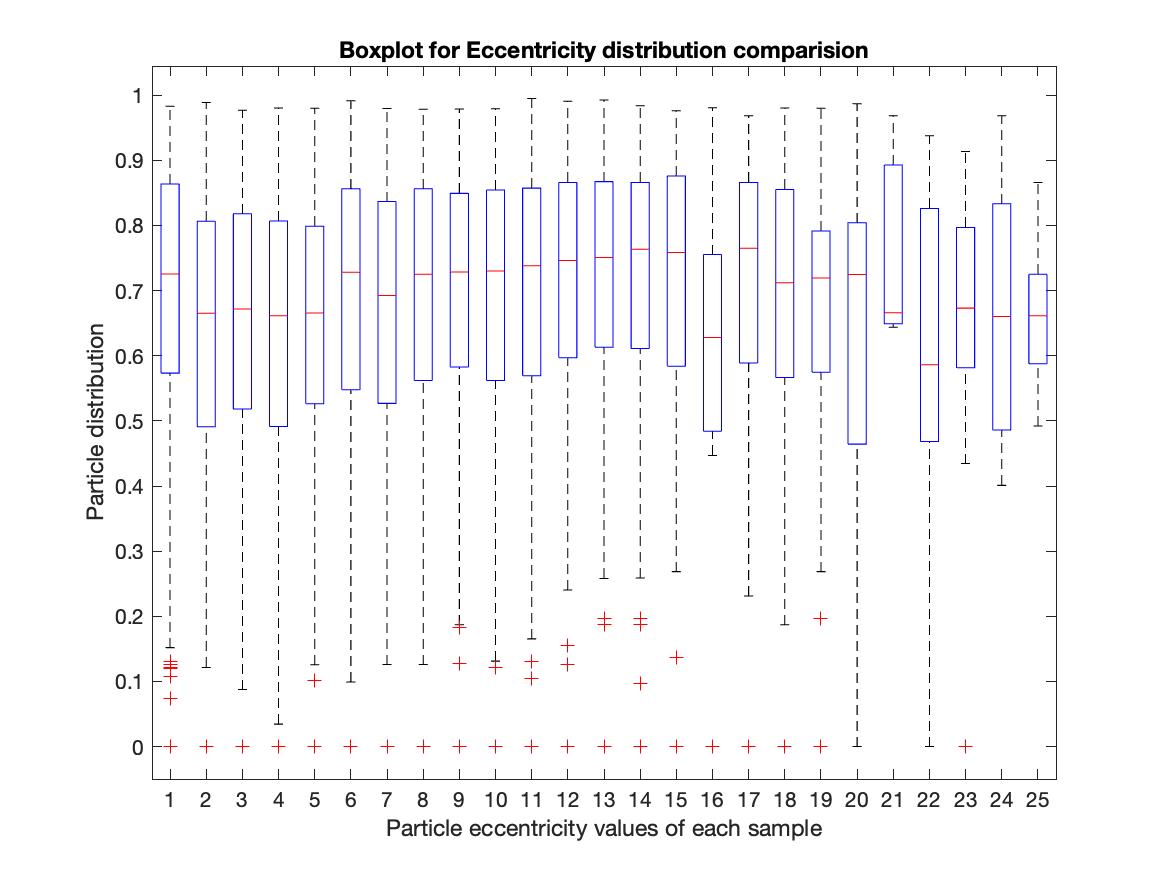 Boxplot for Eccentricity distribution comparision
1
0.9
0.8
0.7
0.6
0.5
0.4
0.3
0.2
0.1
0
Particle distribution
1 2 3 4 5 6 7 8 9 10 11 12 13 14 15 16 17 18 19 20 21 22 23 24 25
Particle eccentricity values of each sample